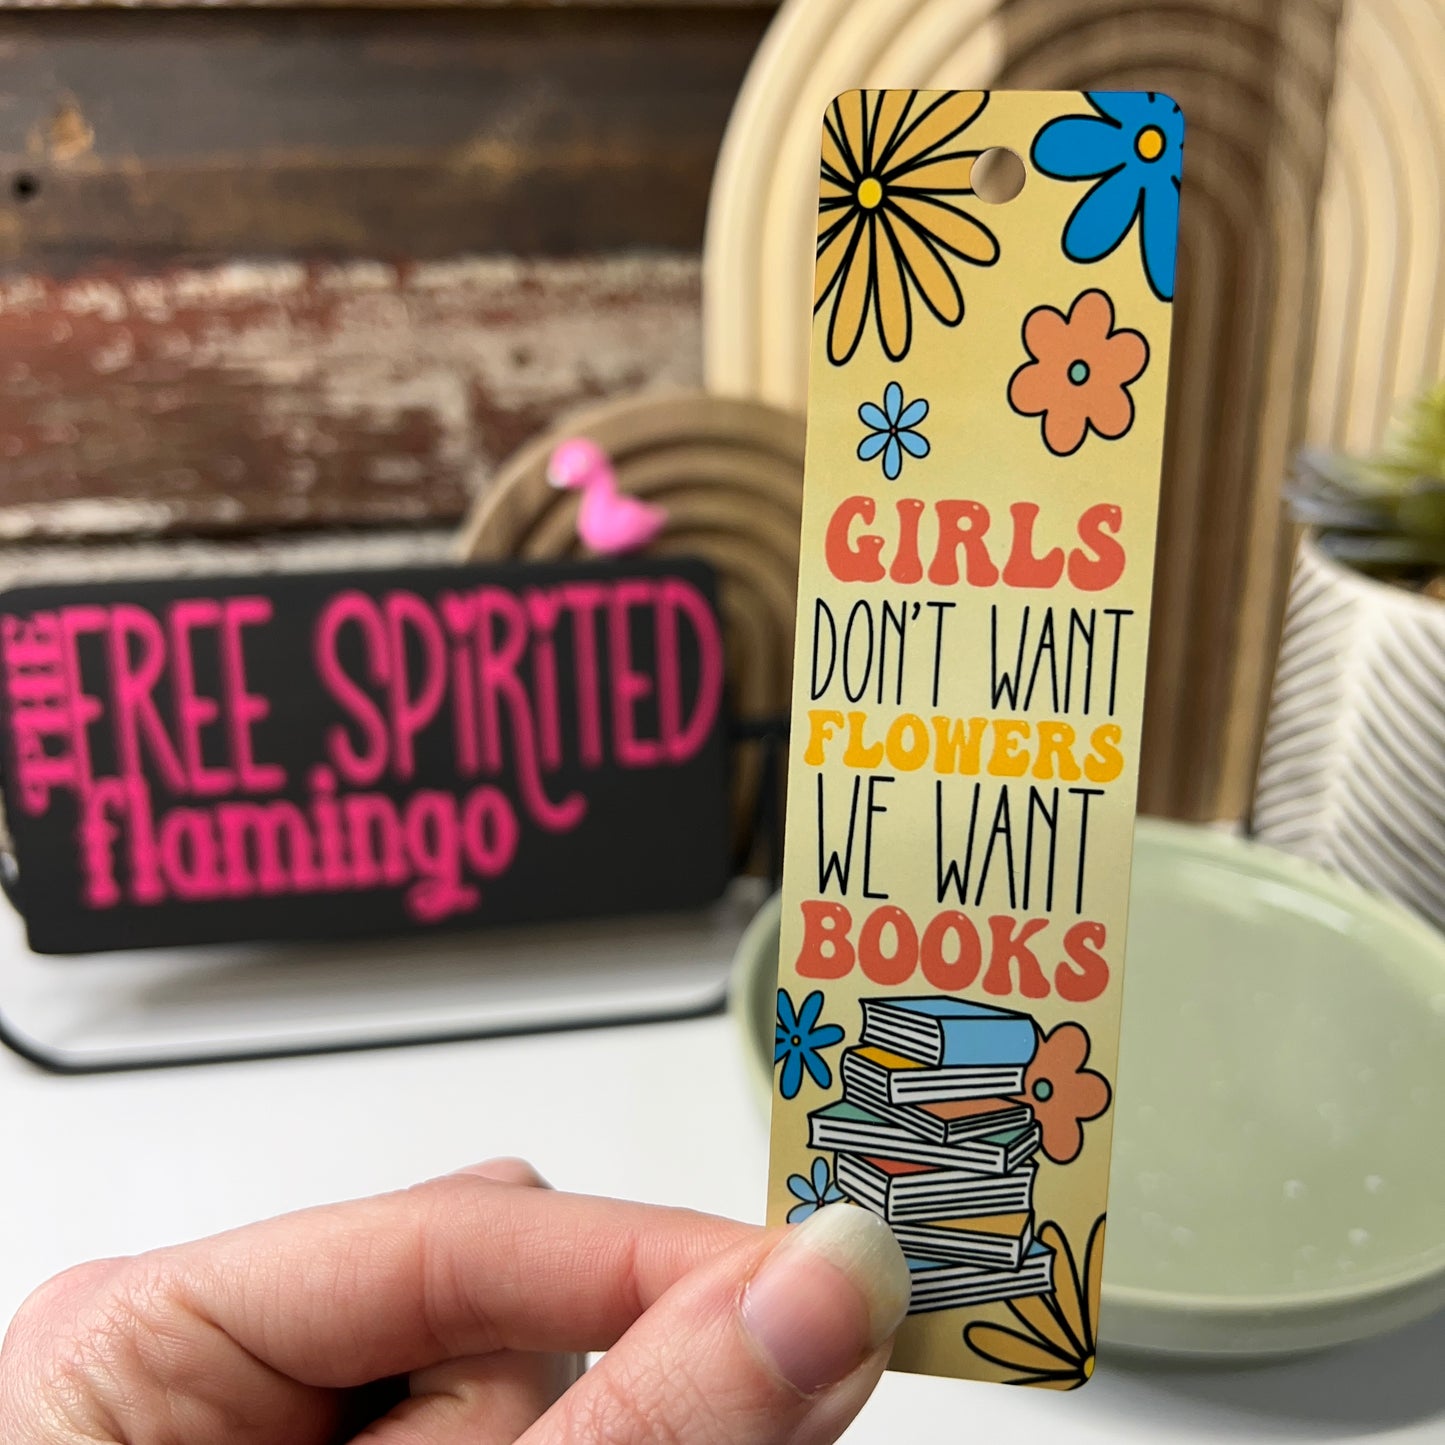 THE
FREE SPIRITED
flamingo
GIRLS
DON'T WANT
FLOWERS
WE WANT
BOOKS